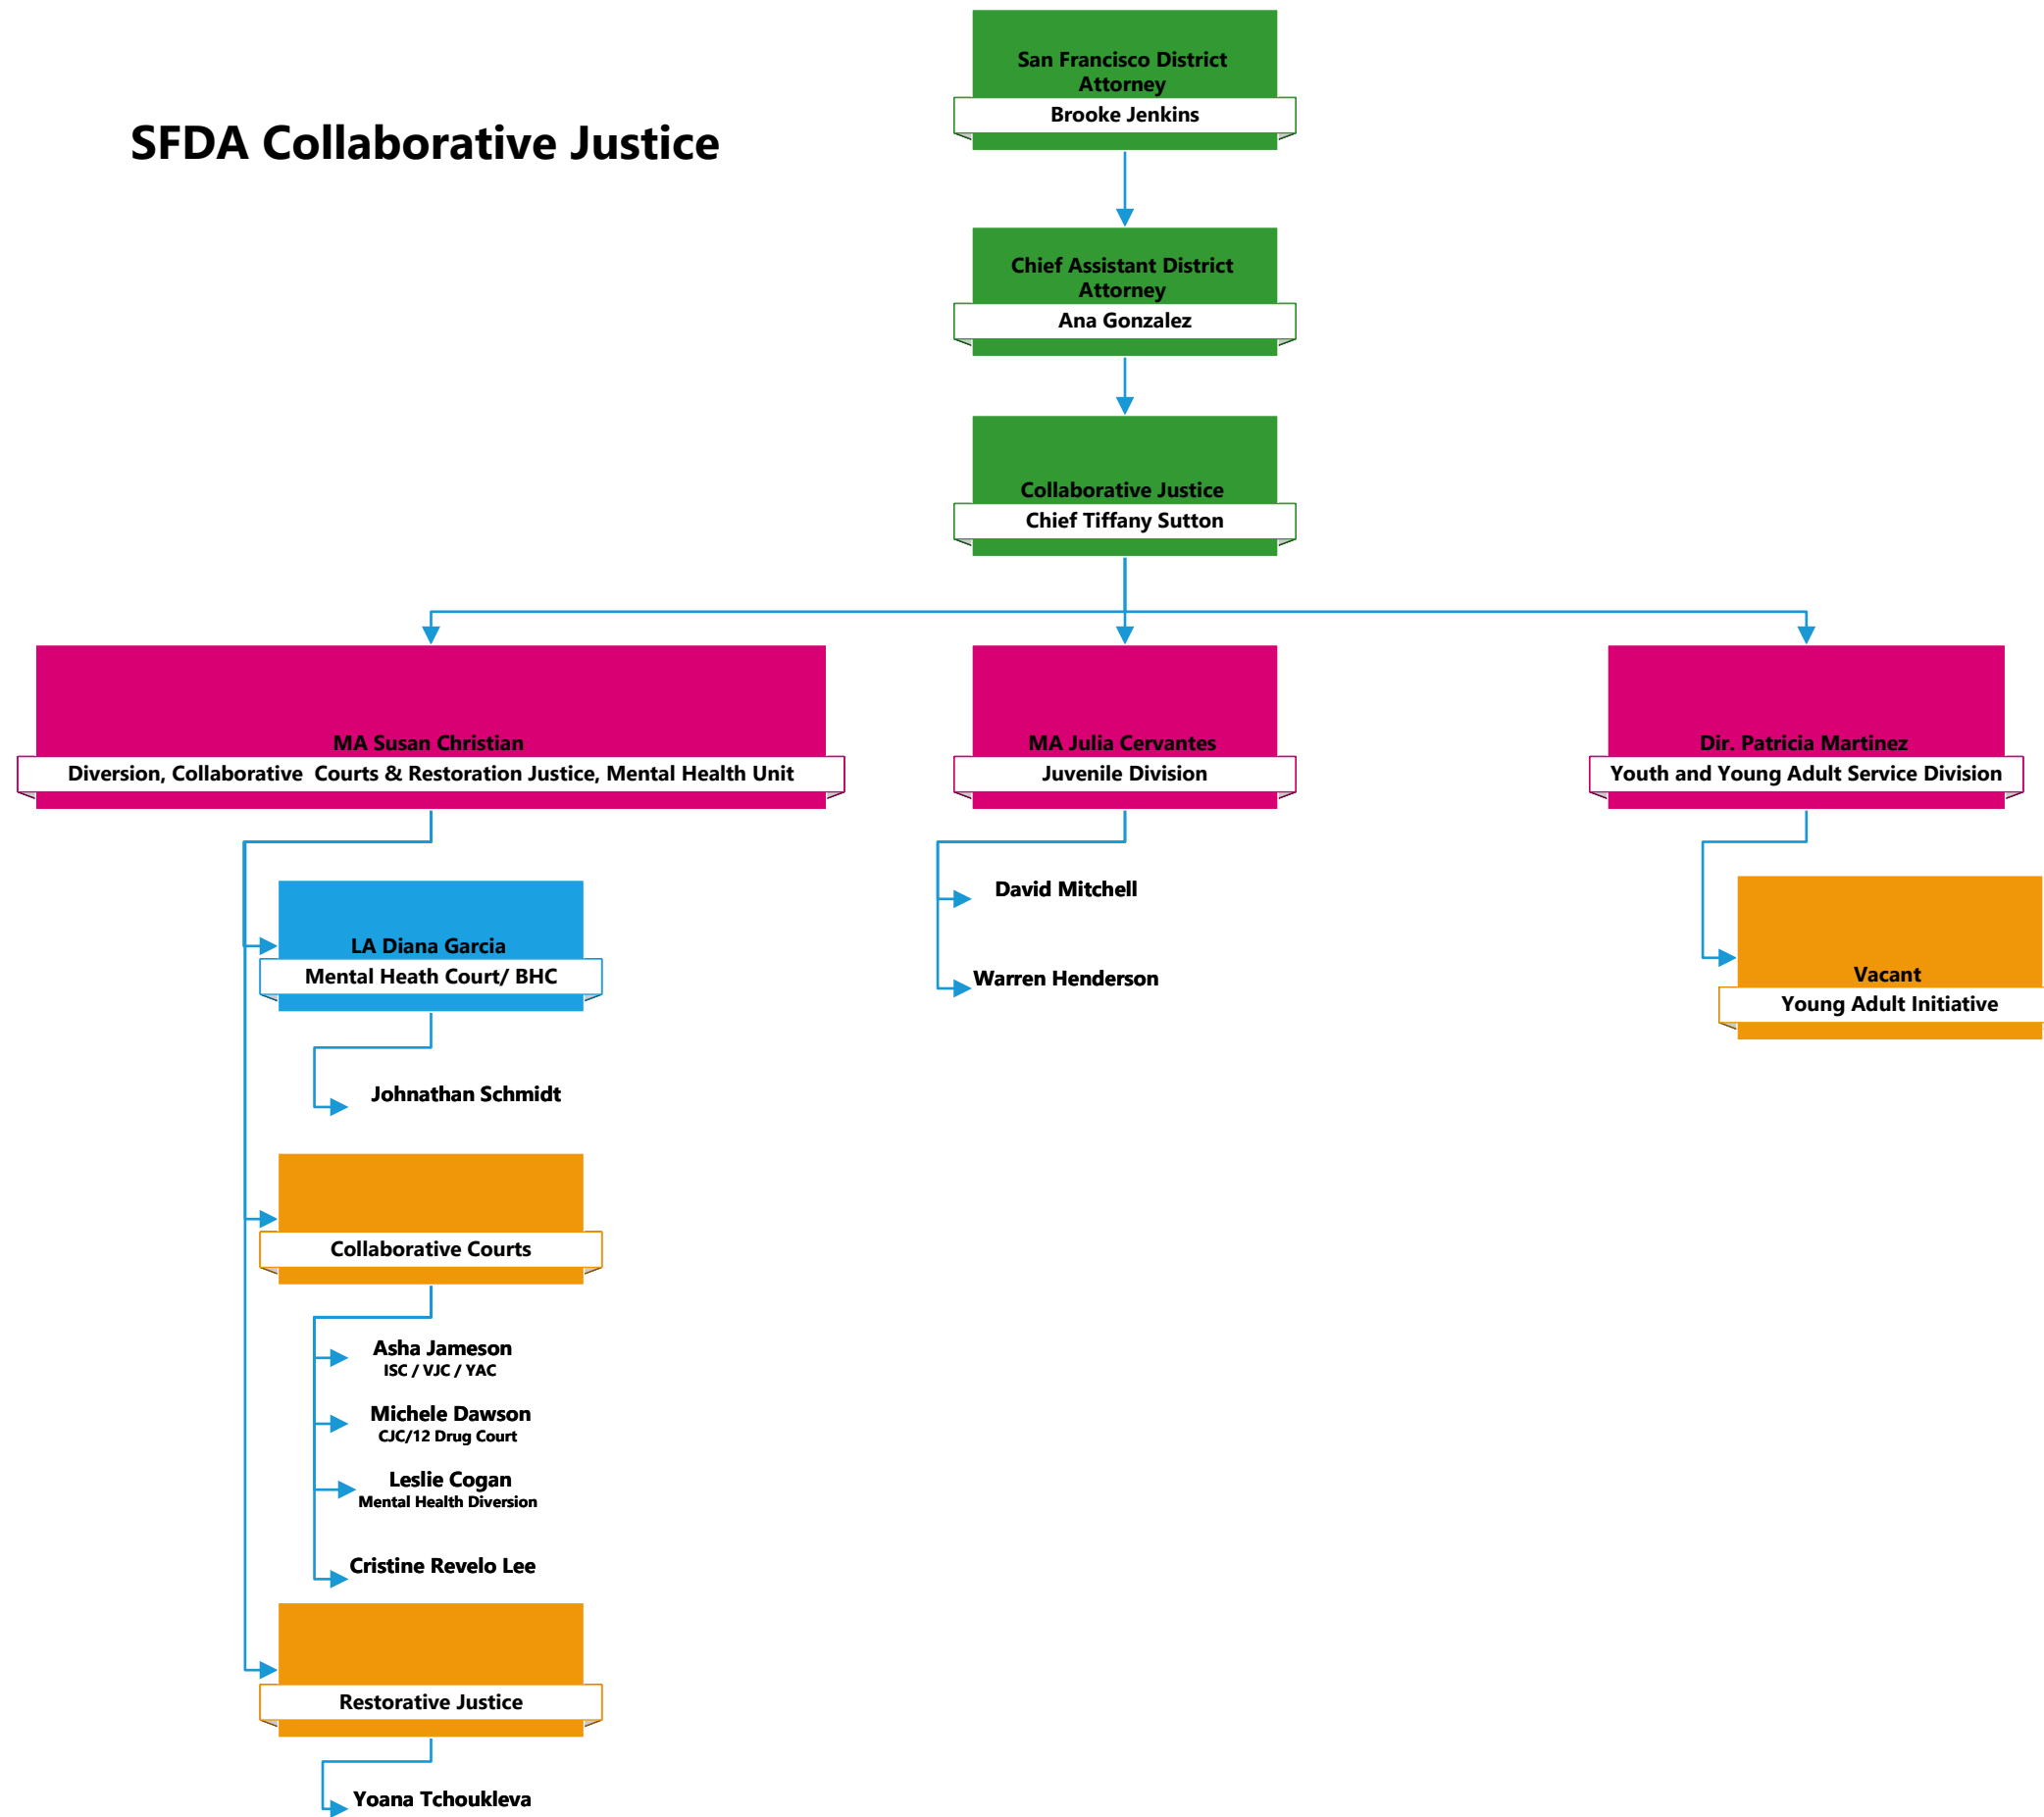 SFDA Collaborative Justice
San Francisco District
Attorney
Brooke Jenkins
Chief Assistant District
Attorney
Ana Gonzalez
Collaborative Justice
Chief Tiffany Sutton
MA Susan Christian
Diversion, Collaborative  Courts & Restoration Justice, Mental Health Unit
MA Julia Cervantes
Juvenile Division
Dir. Patricia Martinez
Youth and Young Adult Service Division
LA Diana Garcia
Mental Heath Court/ BHC
Johnathan Schmidt
Collaborative Courts
Asha Jameson
ISC / VJC / YAC
Michele Dawson
CJC/12 Drug Court
Leslie Cogan
Mental Health Diversion
Cristine Revelo Lee
Restorative Justice
Yoana Tchoukleva
David Mitchell
Warren Henderson
Vacant
Young Adult Initiative